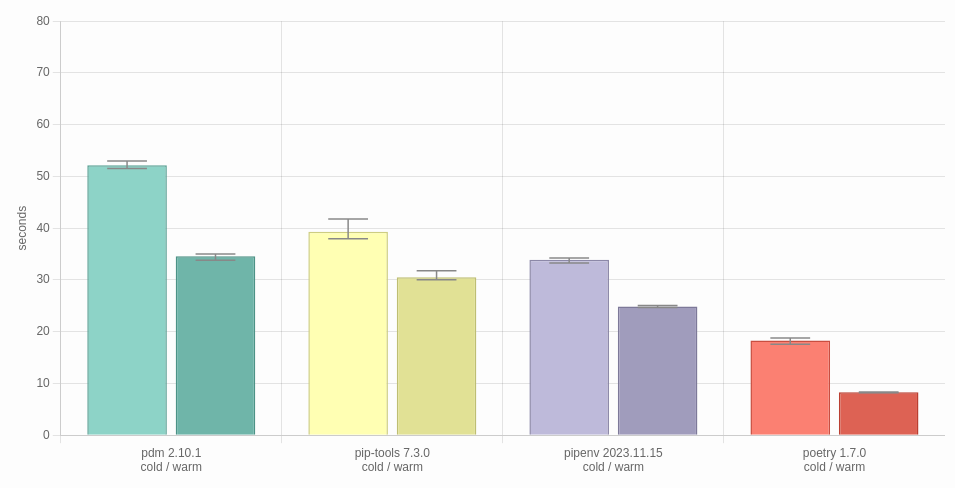 80
70
60
50
40
30
20
10
0
seconds
pdm 2.10.1
cold / warm
pip-tools 7.3.0
cold / warm
pipenv 2023.11.15
cold / warm
poetry 1.7.0
cold / warm